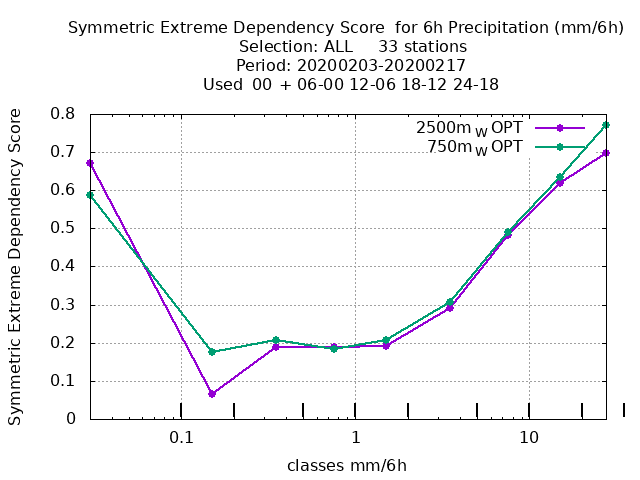 Symmetric Extreme Dependency Score  for 6h Precipitation (mm/6h)
Selection: ALL     33 stations
Period: 20200203-20200217
Used  00  + 06-00 12-06 18-12 24-18
Symmetric Extreme Dependency Score
0.8
0.7
0.6
0.5
0.4
0.3
0.2
0.1
0
2500m W OPT
750m W OPT
0.1
1
10
classes mm/6h